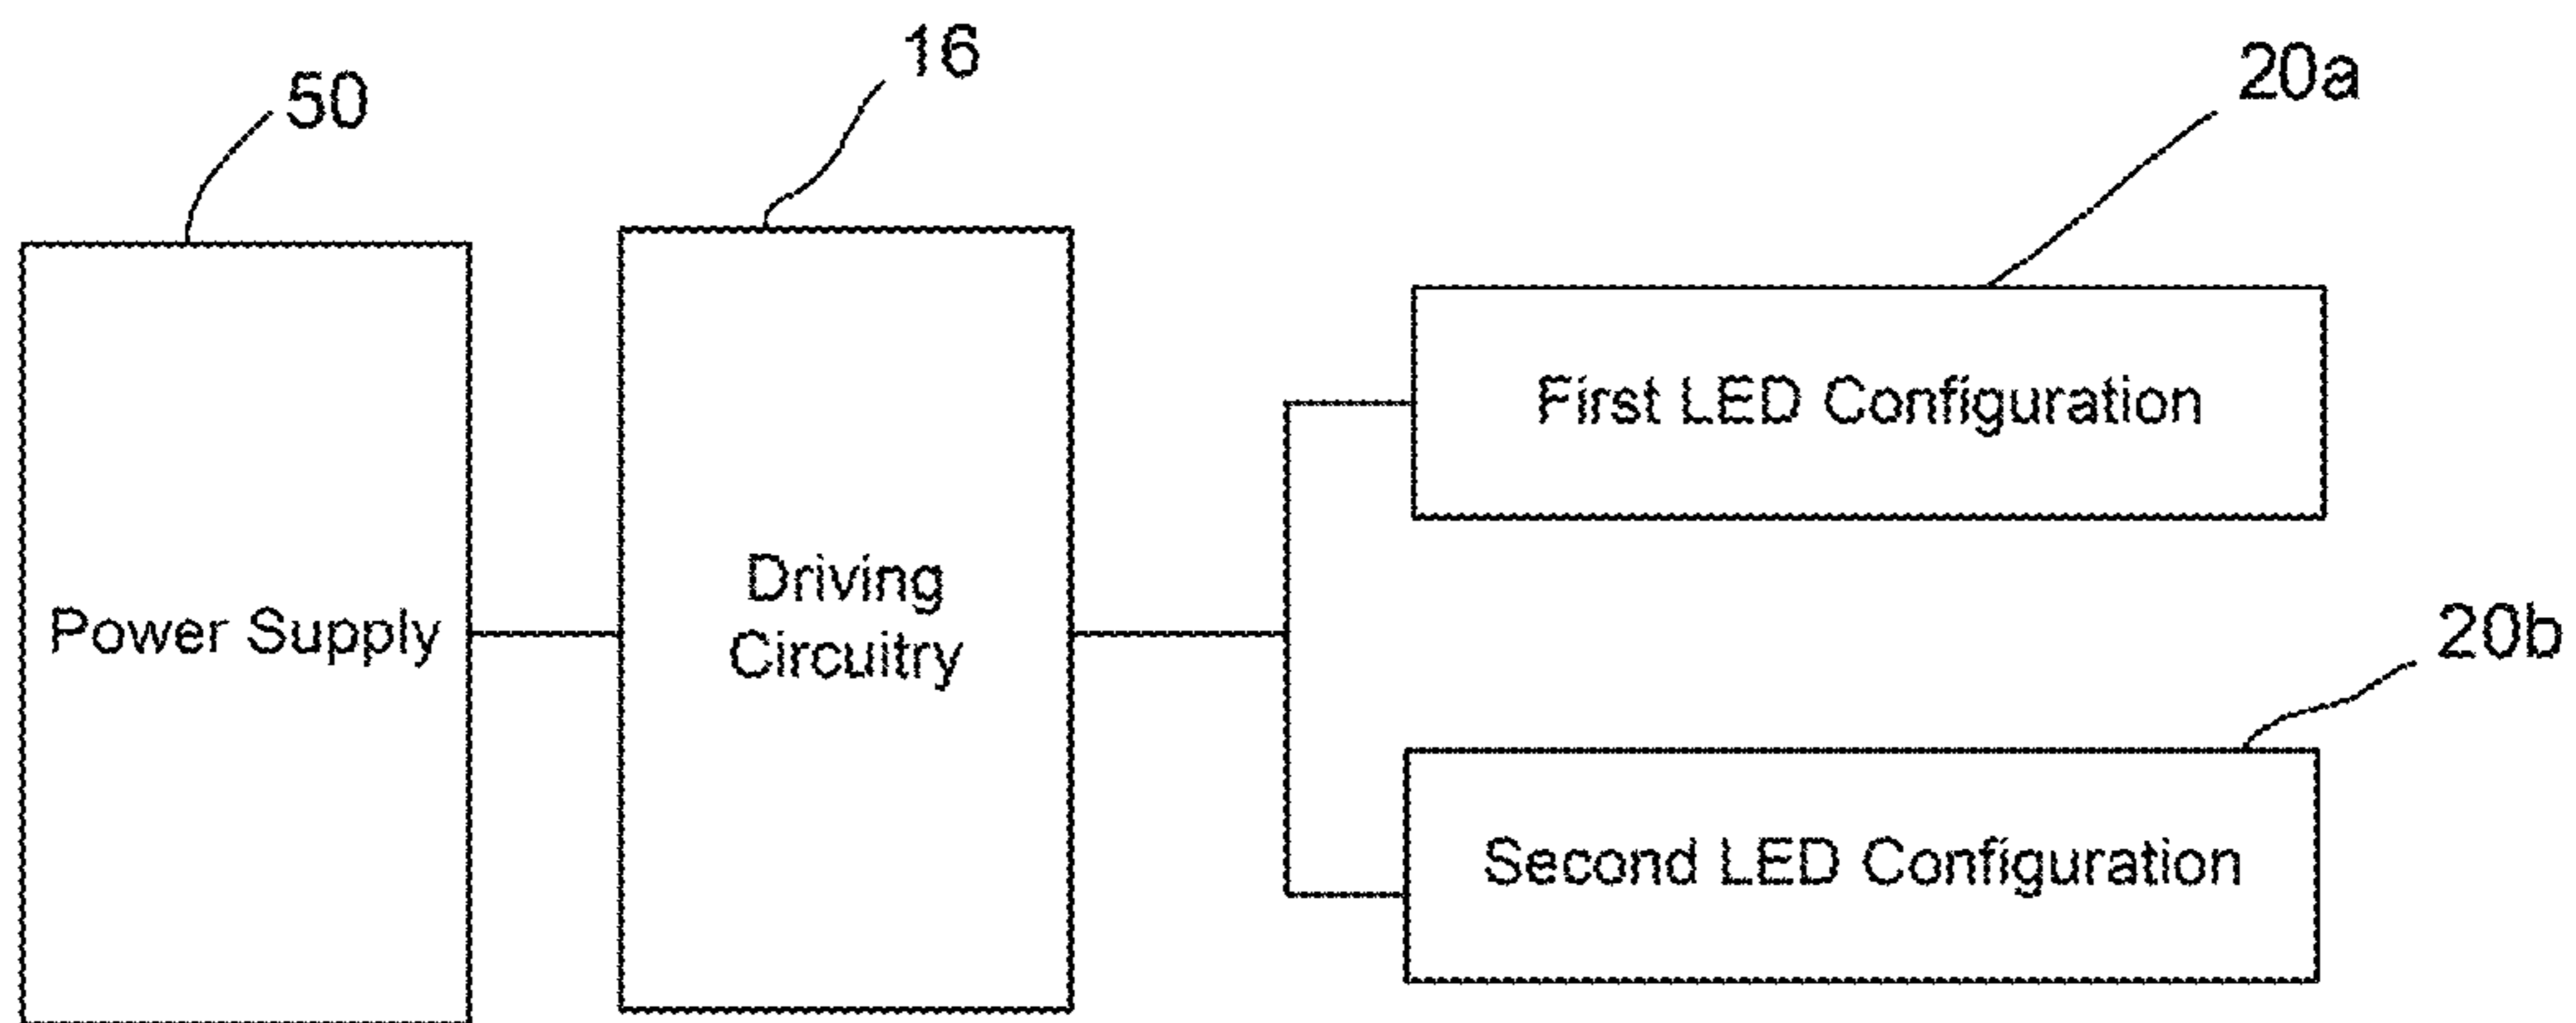 50
16
20a
First LED Configuration
Driving
Circuitry
Power Supply
20b
Second LED Configuration